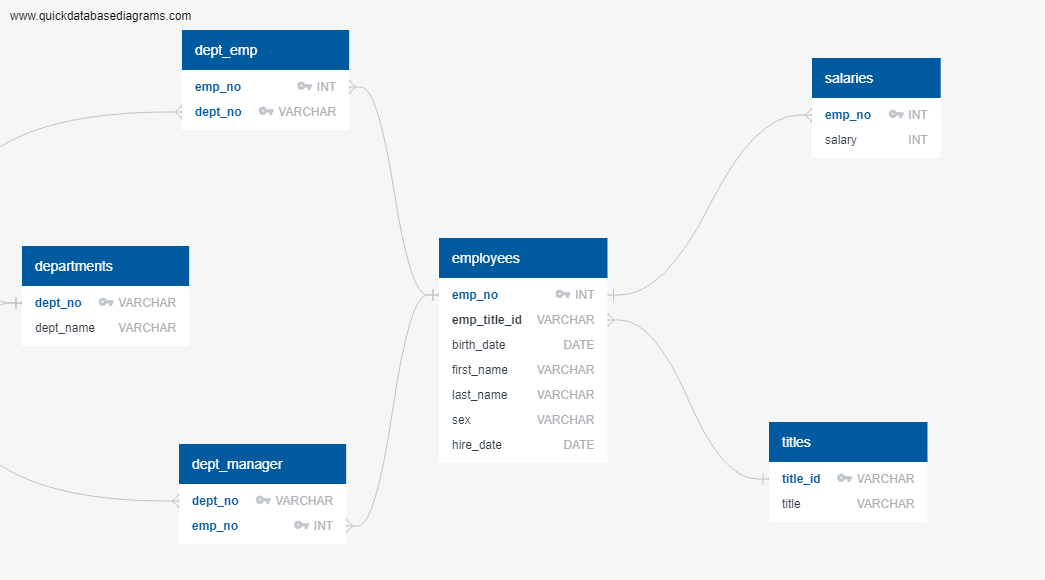 www.quickdatabasediagrams.com
dept_emp
emp_no INT
dept_no VARCHAR
salaries
emp_no INT
salary INT
employees
emp_no INT
emp_title_id VARCHAR
birth_date DATE
first_name VARCHAR
last_name VARCHAR
sex VARCHAR
hire_date DATE
departments
dept_no VARCHAR
dept_name VARCHAR
dept_manager
dept_no VARCHAR
emp_no INT
titles
title_id VARCHAR
title VARCHAR